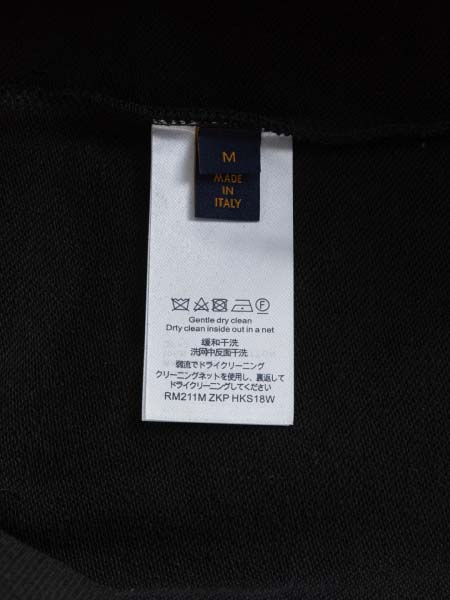 M
MADE
IN
ITALY
Gentle dry clean
Drty clean inside out in a net
缓和干洗
洗网中反面干洗
弱流でドライクリーニング
クリーニングネットを使用し、裏返して
ドライクリーニングしてください
RM211M ZKP HKS18W